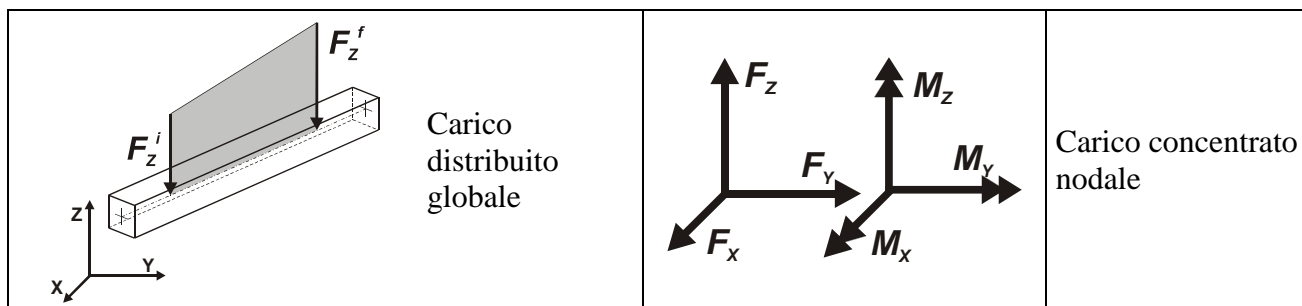 F_Z^f
F_Z^i
Z
Y
X
Carico
distribuito
globale
F_Z
F_Y
F_X
M_Z
M_Y
M_X
Carico concentrato
nodale